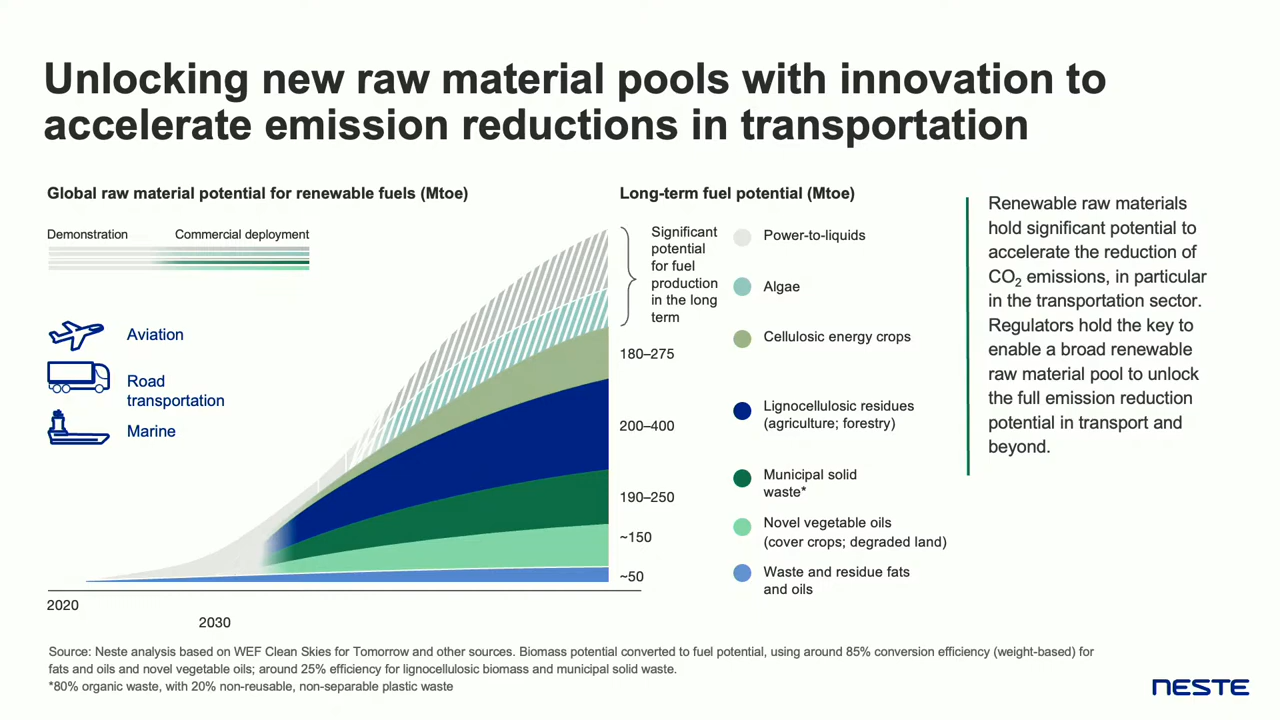 Unlocking new raw material pools with innovation to
accelerate emission reductions in transportation
Global raw material potential for renewable fuels (Mtoe)
Demonstration
Commercial deployment
Aviation
Road
transportation
Marine
2020
2030
Long-term fuel potential (Mtoe)
Significant
potential
for fuel
production
in the long
term
180–275
200–400
190–250
~150
~50
Power-to-liquids
Algae
Cellulosic energy crops
Lignocellulosic residues
(agriculture; forestry)
Municipal solid
waste*
Novel vegetable oils
(cover crops; degraded land)
Waste and residue fats
and oils
Renewable raw materials
hold significant potential to
accelerate the reduction of
CO2 emissions, in particular
in the transportation sector.
Regulators hold the key to
enable a broad renewable
raw material pool to unlock
the full emission reduction
potential in transport and
beyond.
Source: Neste analysis based on WEF Clean Skies for Tomorrow and other sources. Biomass potential converted to fuel potential, using around 85% conversion efficiency (weight-based) for
fats and oils and novel vegetable oils; around 25% efficiency for lignocellulosic biomass and municipal solid waste.
*80% organic waste, with 20% non-reusable, non-separable plastic waste
NESTE